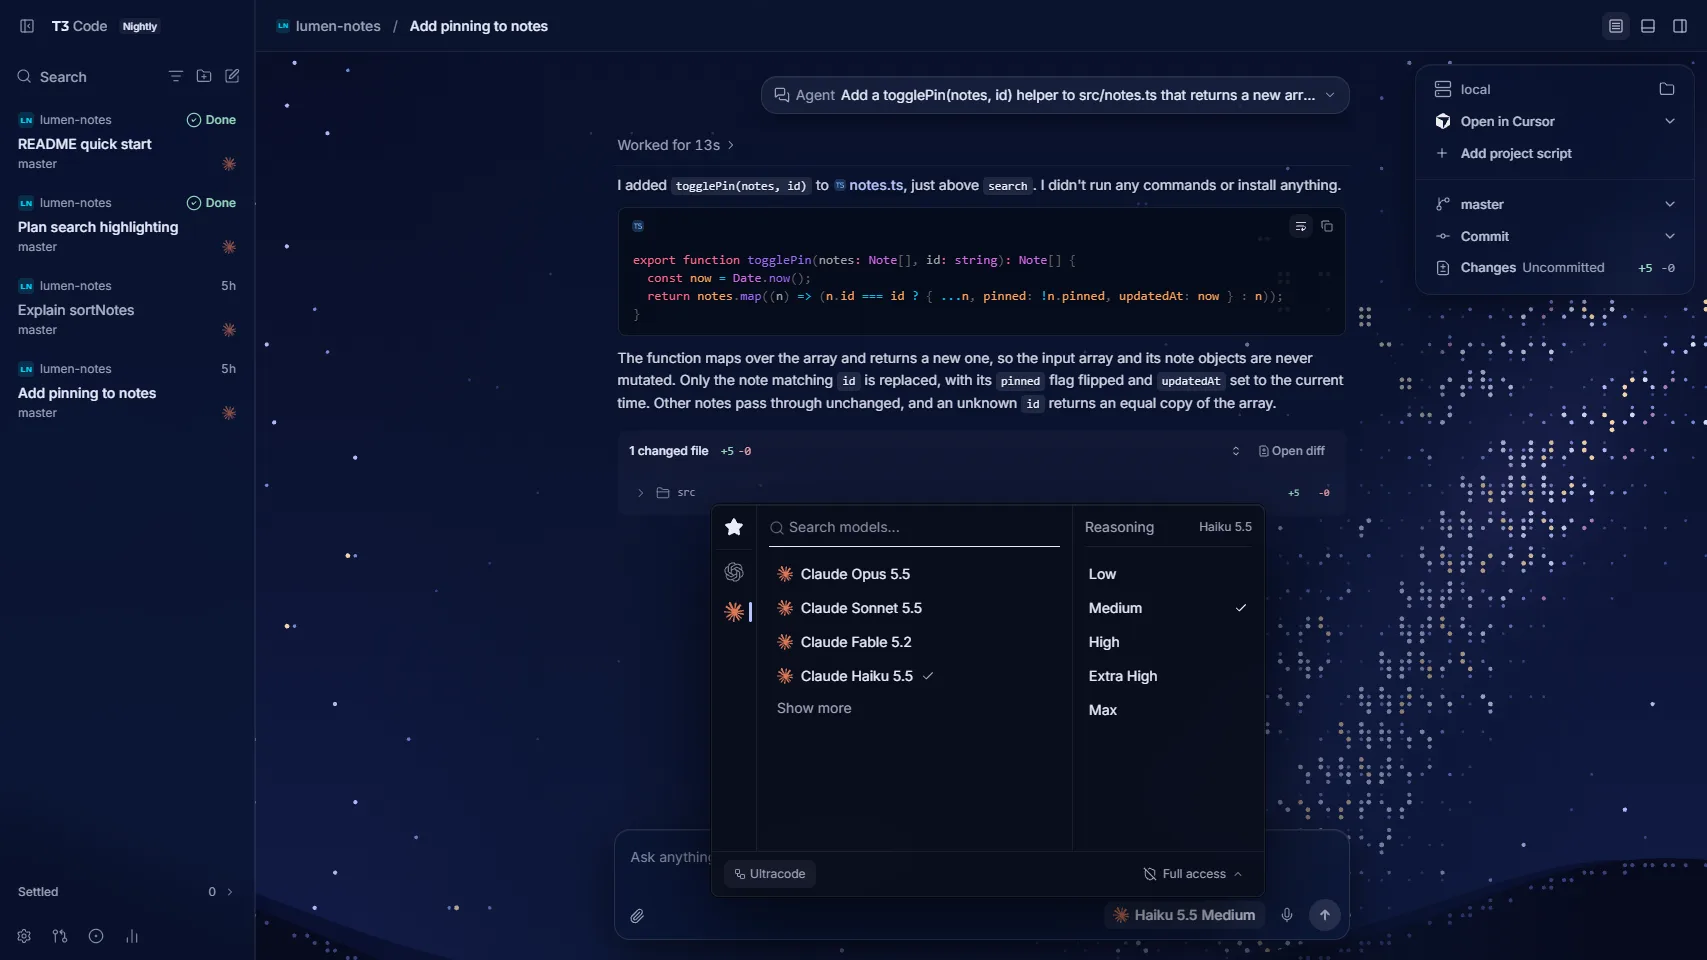 T3 Code Nightly
Search
LN lumen-notes Done
README quick start
master
LN lumen-notes Done
Plan search highlighting
master
LN lumen-notes 5h
Explain sortNotes
master
LN lumen-notes 5h
Add pinning to notes
master
Settled 0
LN lumen-notes / Add pinning to notes
Agent Add a togglePin(notes, id) helper to src/notes.ts that returns a new arr...
Worked for 13s
I added togglePin(notes, id) to TS notes.ts, just above search. I didn't run any commands or install anything.
TS
export function togglePin(notes: Note[], id: string): Note[] {
const now = Date.now();
return notes.map((n) => (n.id === id ? { ...n, pinned: !n.pinned, updatedAt: now } : n));
}
The function maps over the array and returns a new one, so the input array and its note objects are never
mutated. Only the note matching id is replaced, with its pinned flag flipped and updatedAt set to the current
time. Other notes pass through unchanged, and an unknown id returns an equal copy of the array.
1 changed file +5 -0 Open diff
src +5 -0
Search models...
Claude Opus 5.5
Claude Sonnet 5.5
Claude Fable 5.2
Claude Haiku 5.5
Show more
Reasoning Haiku 5.5
Low
Medium
High
Extra High
Max
Ultracode Full access
Ask anything
Haiku 5.5 Medium
local
Open in Cursor
Add project script
master
Commit
Changes Uncommitted +5 -0